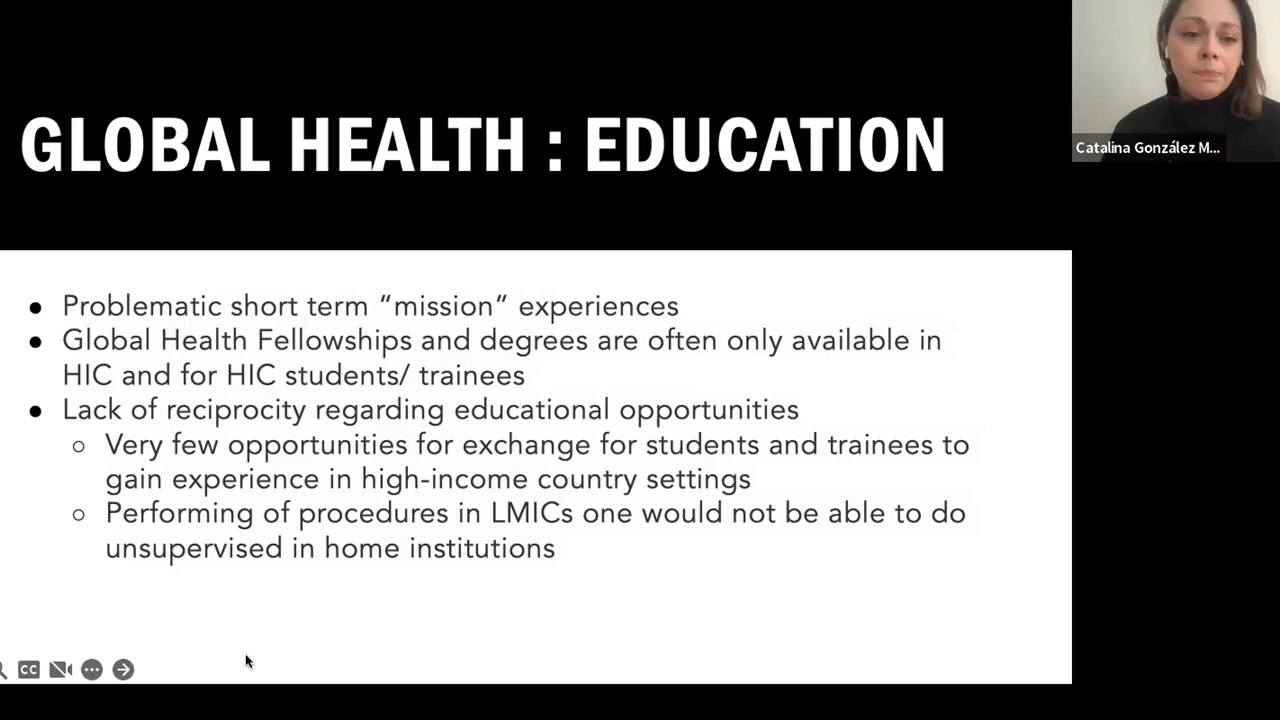 GLOBAL HEALTH : EDUCATION
Catalina González M...
● Problematic short term “mission” experiences
● Global Health Fellowships and degrees are often only available in
HIC and for HIC students/ trainees
● Lack of reciprocity regarding educational opportunities
○ Very few opportunities for exchange for students and trainees to
gain experience in high-income country settings
○ Performing of procedures in LMICs one would not be able to do
unsupervised in home institutions
CC